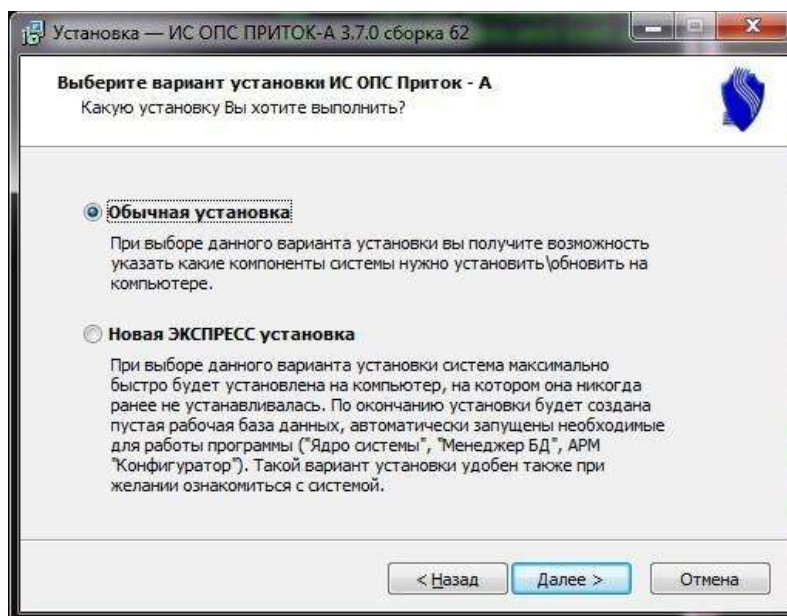 Установка — ИС ОПС ПРИТОК-А 3.7.0 сборка 62
Выберите вариант установки ИС ОПС Приток - А
Какую установку Вы хотите выполнить?
Обычная установка
При выборе данного варианта установки вы получите возможность
указать какие компоненты системы нужно установить\обновить на
компьютере.
Новая ЭКСПРЕСС установка
При выборе данного варианта установки система максимально
быстро будет установлена на компьютер, на котором она никогда
ранее не устанавливалась. По окончанию установки будет создана
пустая рабочая база данных, автоматически запущены необходимые
для работы программы ("Ядро системы", "Менеджер БД", АРМ
"Конфигуратор"). Такой вариант установки удобен также при
желании ознакомиться с системой.
< Назад
Далее >
Отмена